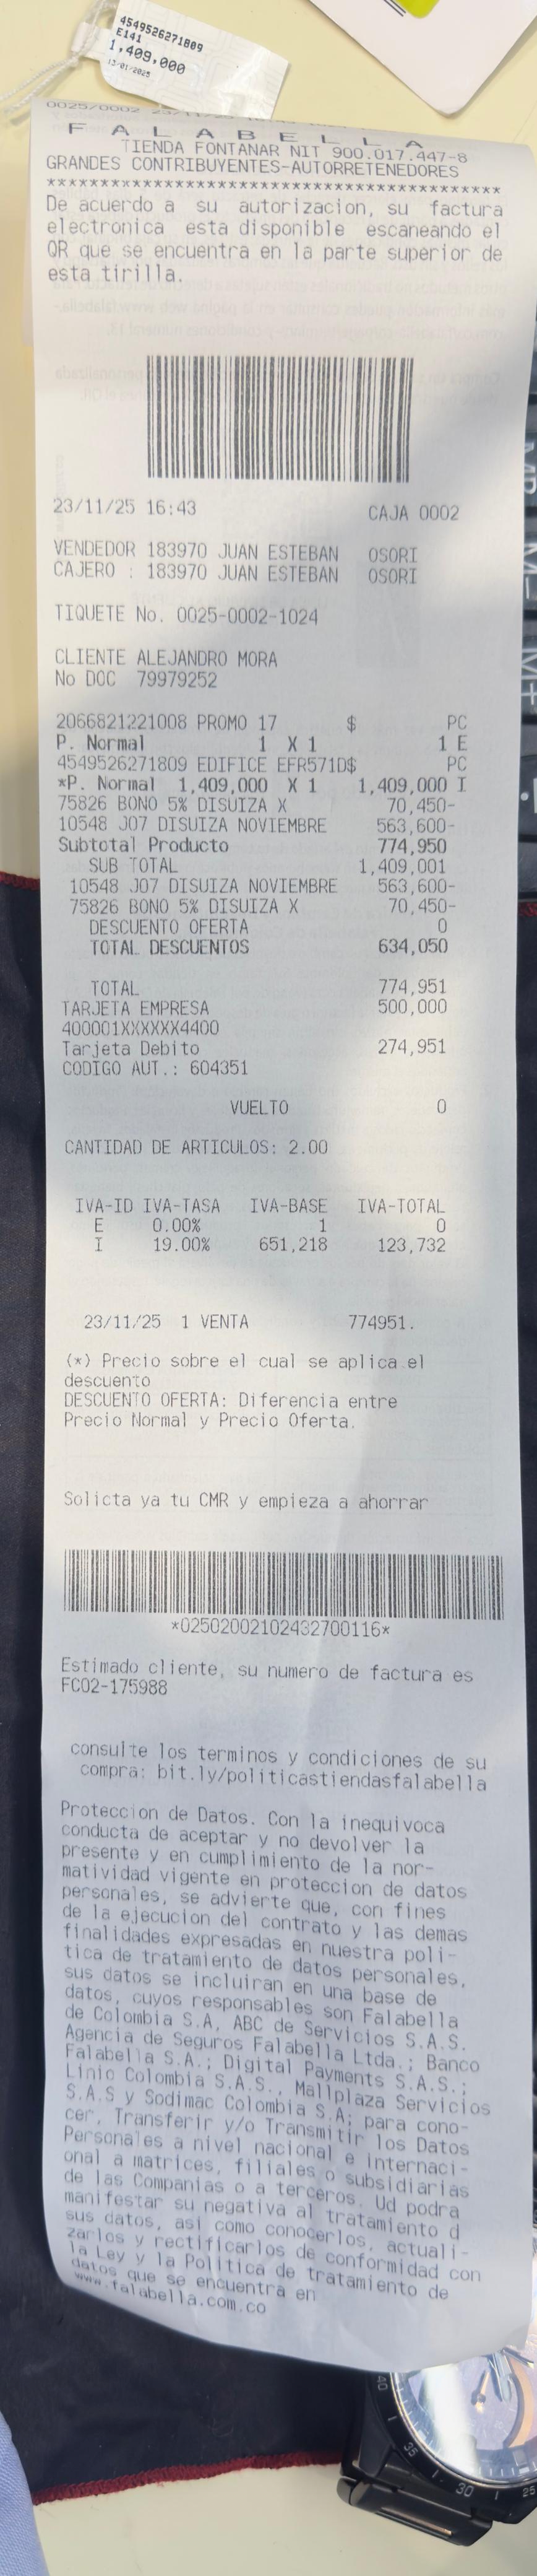 4549526271809
E141
1,409,000
13/01/2025
F A L A B E L L A
TIENDA FONTANAR NIT 900.017.447-8
GRANDES CONTRIBUYENTES-AUTORRETENEDORES
******************************************
De acuerdo a su autorizacion, su factura
electronica esta disponible escaneando el
QR que se encuentra en la parte superior de
esta tirilla.
23/11/25 16:43 CAJA 0002
VENDEDOR 183970 JUAN ESTEBAN OSORI
CAJERO : 183970 JUAN ESTEBAN OSORI
TIQUETE No. 0025-0002-1024
CLIENTE ALEJANDRO MORA
No DOC 79979252
2066821221008 PROMO 17 $ PC
P. Normal 1 X 1 1 E
4549526271809 EDIFICE EFR571D$ PC
*P. Normal 1,409,000 X 1 1,409,000 I
75826 BONO 5% DISUIZA X 70,450-
10548 J07 DISUIZA NOVIEMBRE 563,600-
Subtotal Producto 774,950
SUB TOTAL 1,409,001
10548 J07 DISUIZA NOVIEMBRE 563,600-
75826 BONO 5% DISUIZA X 70,450-
DESCUENTO OFERTA 0
TOTAL DESCUENTOS 634,050
TOTAL 774,951
TARJETA EMPRESA 500,000
400001XXXXXX4400
Tarjeta Debito 274,951
CODIGO AUT.: 604351
VUELTO 0
CANTIDAD DE ARTICULOS: 2.00
IVA-ID IVA-TASA IVA-BASE IVA-TOTAL
E 0.00% 1 0
I 19.00% 651,218 123,732
23/11/25 1 VENTA 774951.
(*) Precio sobre el cual se aplica el
descuento
DESCUENTO OFERTA: Diferencia entre
Precio Normal y Precio Oferta.
Solicta ya tu CMR y empieza a ahorrar
*02502002102432700116*
Estimado cliente, su numero de factura es
FC02-175988
consulte los terminos y condiciones de su
compra: bit.ly/politicastiendasfalabella
Proteccion de Datos. Con la inequivoca
conducta de aceptar y no devolver la
presente y en cumplimiento de la nor-
matividad vigente en proteccion de datos
personales, se advierte que, con fines
de la ejecucion del contrato y las demas
finalidades expresadas en nuestra poli-
tica de tratamiento de datos personales,
sus datos se incluiran en una base de
datos, cuyos responsables son Falabella
de Colombia S.A, ABC de Servicios S.A.S.
Agencia de Seguros Falabella Ltda.; Banco
Falabella S.A.; Digital Payments S.A.S.;
Linio Colombia S.A.S., Mallplaza Servicios
S.A.S y Sodimac Colombia S.A; para cono-
cer, Transferir y/o Transmitir los Datos
Personales a nivel nacional e Internaci-
onal a matrices, filiales o subsidiarias
de las Companias o a terceros. Ud podra
manifestar su negativa al tratamiento d
sus datos, asi como conocerlos, actuali-
zarlos y rectificarlos de conformidad con
la Ley y la Politica de tratamiento de
datos que se encuentra en
www.falabella.com.co
40
35
30
25